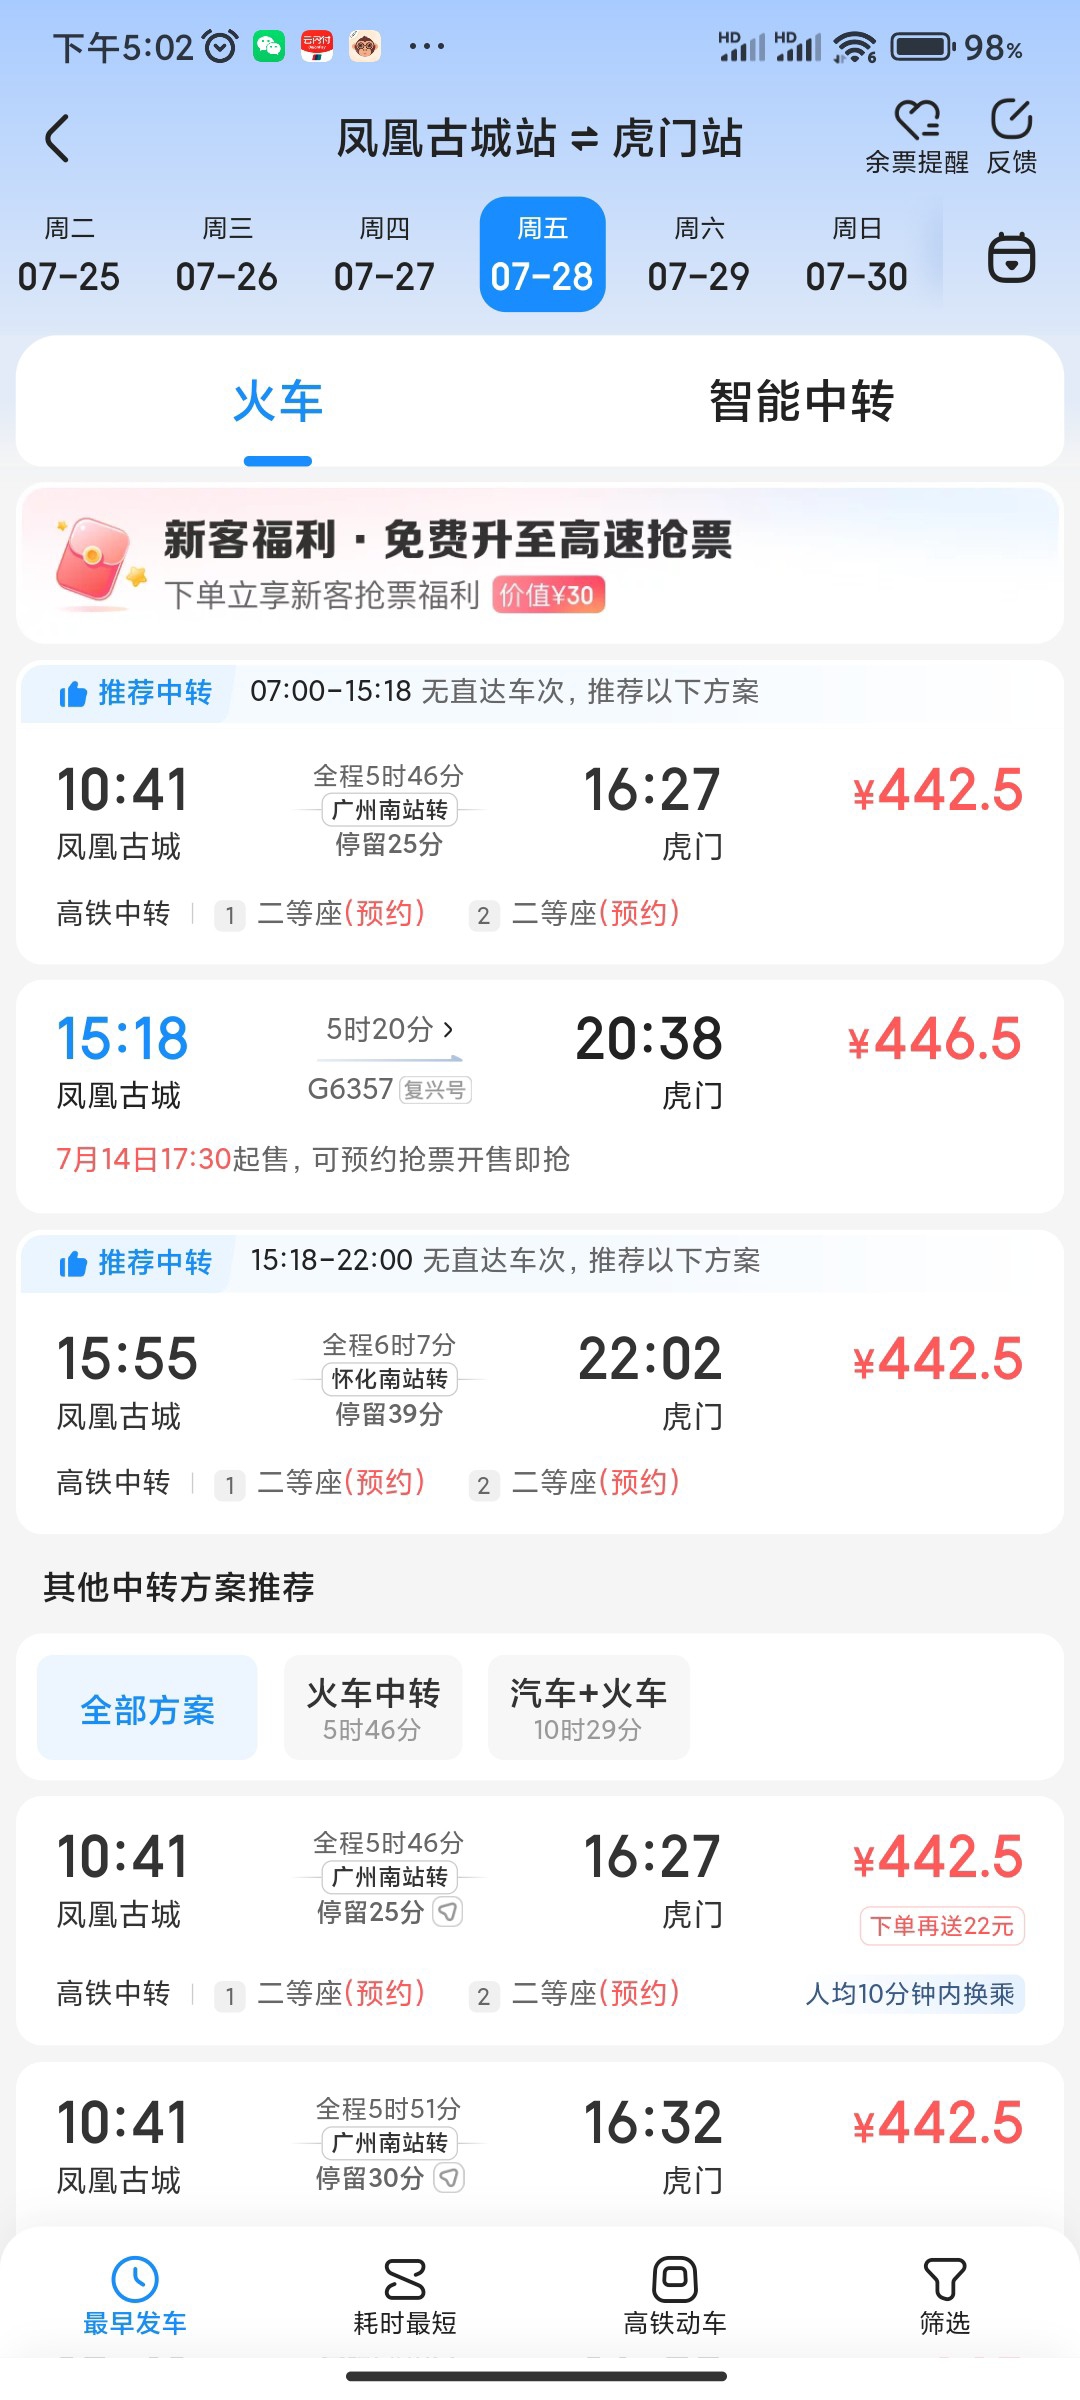 下午5:02 云闪付 ··· HD HD 6 98%
凤凰古城站⇌虎门站
余票提醒 反馈
周二 周三 周四 周五 周六 周日
07-25 07-26 07-27 07-28 07-29 07-30
火车 智能中转
新客福利·免费升至高速抢票
下单立享新客抢票福利 价值¥30
推荐中转 07:00-15:18 无直达车次,推荐以下方案
全程5时46分
10:41 广州南站转 16:27 ¥442.5
凤凰古城 停留25分 虎门
高铁中转 1 二等座(预约) 2 二等座(预约)
15:18 5时20分 > 20:38 ¥446.5
凤凰古城 G6357 复兴号 虎门
7月14日17:30起售,可预约抢票开售即抢
推荐中转 15:18-22:00 无直达车次,推荐以下方案
全程6时7分
15:55 怀化南站转 22:02 ¥442.5
凤凰古城 停留39分 虎门
高铁中转 1 二等座(预约) 2 二等座(预约)
其他中转方案推荐
全部方案 火车中转 汽车+火车
5时46分 10时29分
全程5时46分
10:41 广州南站转 16:27 ¥442.5
凤凰古城 停留25分 虎门 下单再送22元
高铁中转 1 二等座(预约) 2 二等座(预约) 人均10分钟内换乘
全程5时51分
10:41 广州南站转 16:32 ¥442.5
凤凰古城 停留30分 虎门
最早发车 耗时最短 高铁动车 筛选